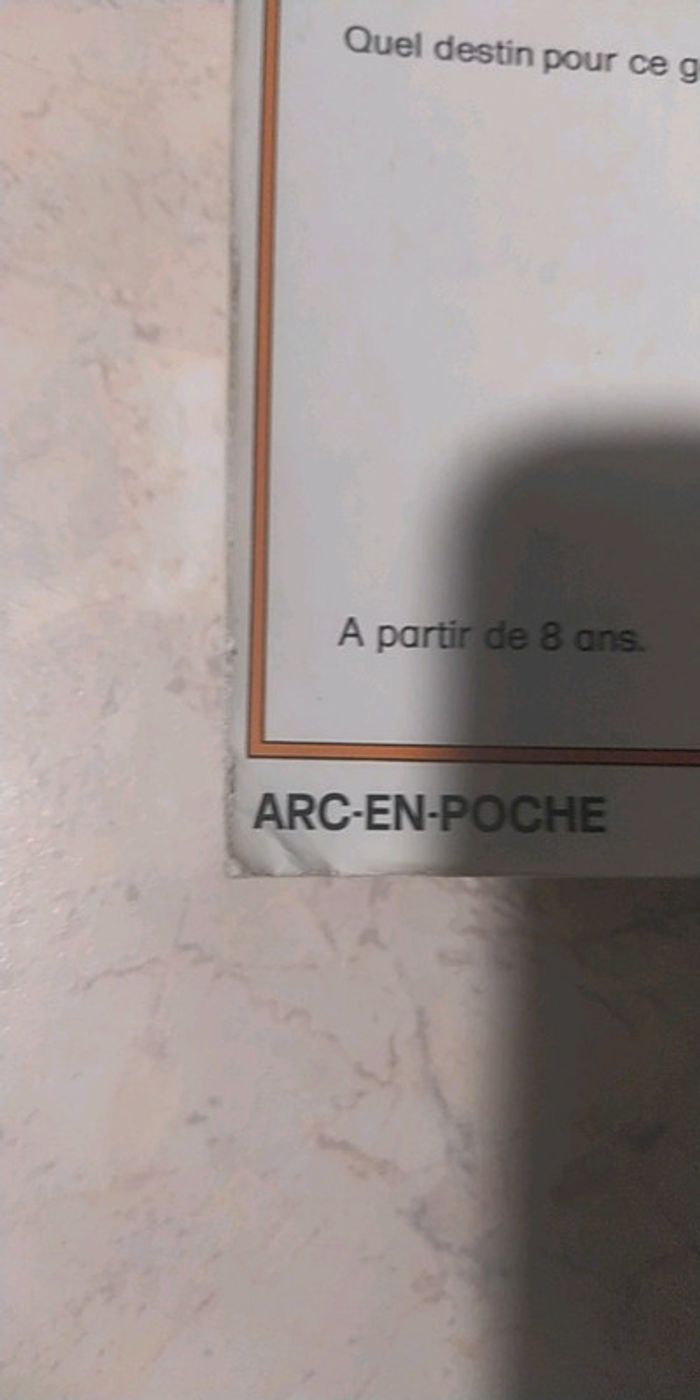 Quel destin pour ce
A partir de 8 ans.
ARC-EN-POCHE